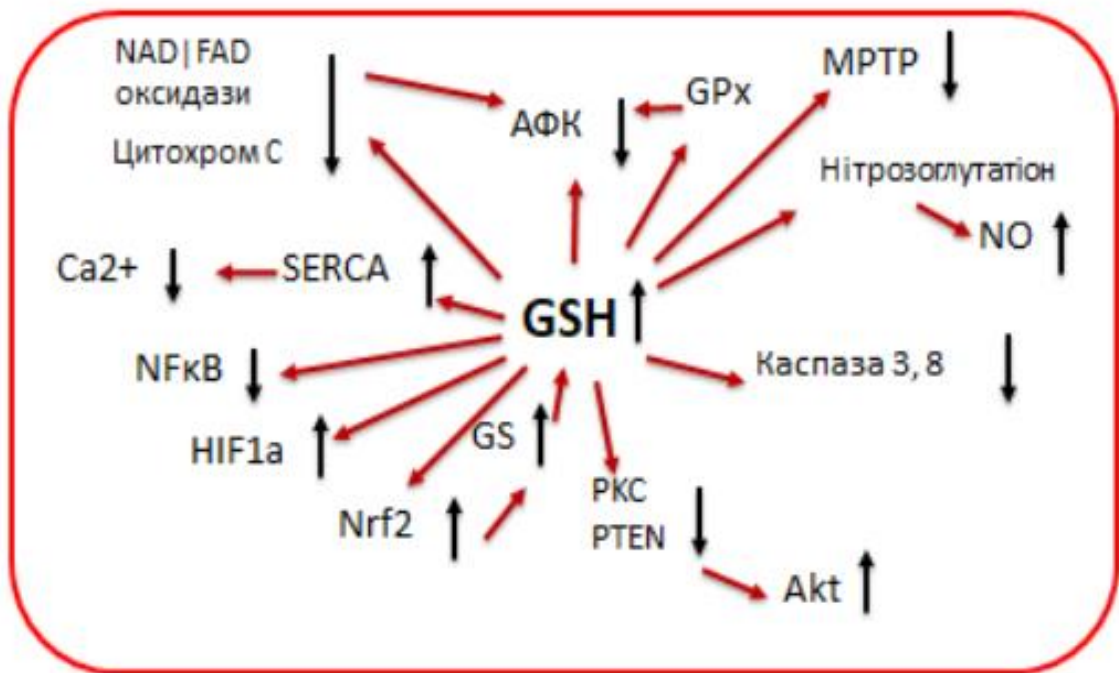 NAD|FAD
оксидази
Цитохром С
АФК
GPx
MPTP
Нітрозоглутатіон
NO
Ca2+
SERCA
GSH
NFκB
Каспаза 3, 8
HIF1a
GS
Nrf2
PKC
PTEN
Akt